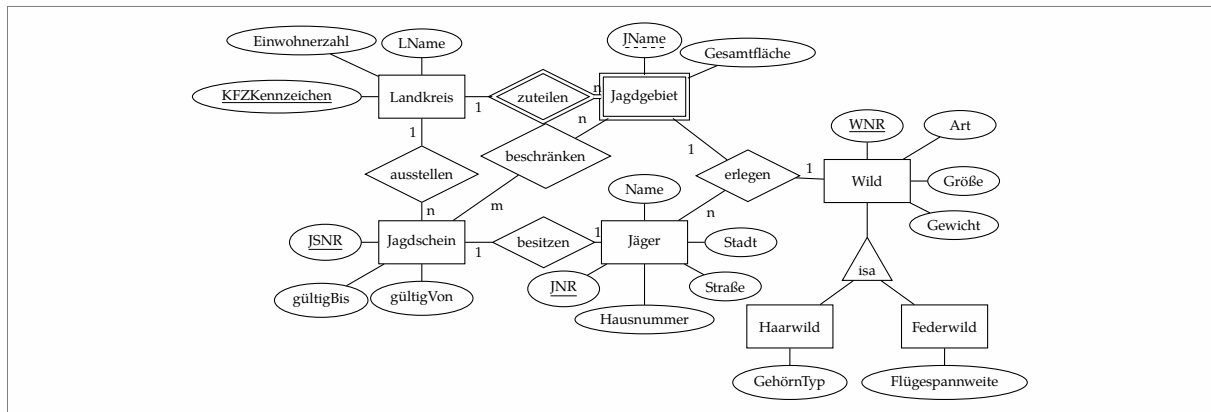 JName
Einwohnerzahl
LName
Gesamtfläche
KFZKennzeichen
Landkreis
1
zuteilen
n
Jagdgebiet
1
n
WNR
Art
beschränken
1
ausstellen
erlegen
1
Wild
Größe
Name
n
m
n
Gewicht
JSNR
Jagdschein
1
besitzen
1
Jäger
Stadt
isa
gültigBis
gültigVon
JNR
Straße
Hausnummer
Haarwild
Federwild
GehörnTyp
Flügespannweite